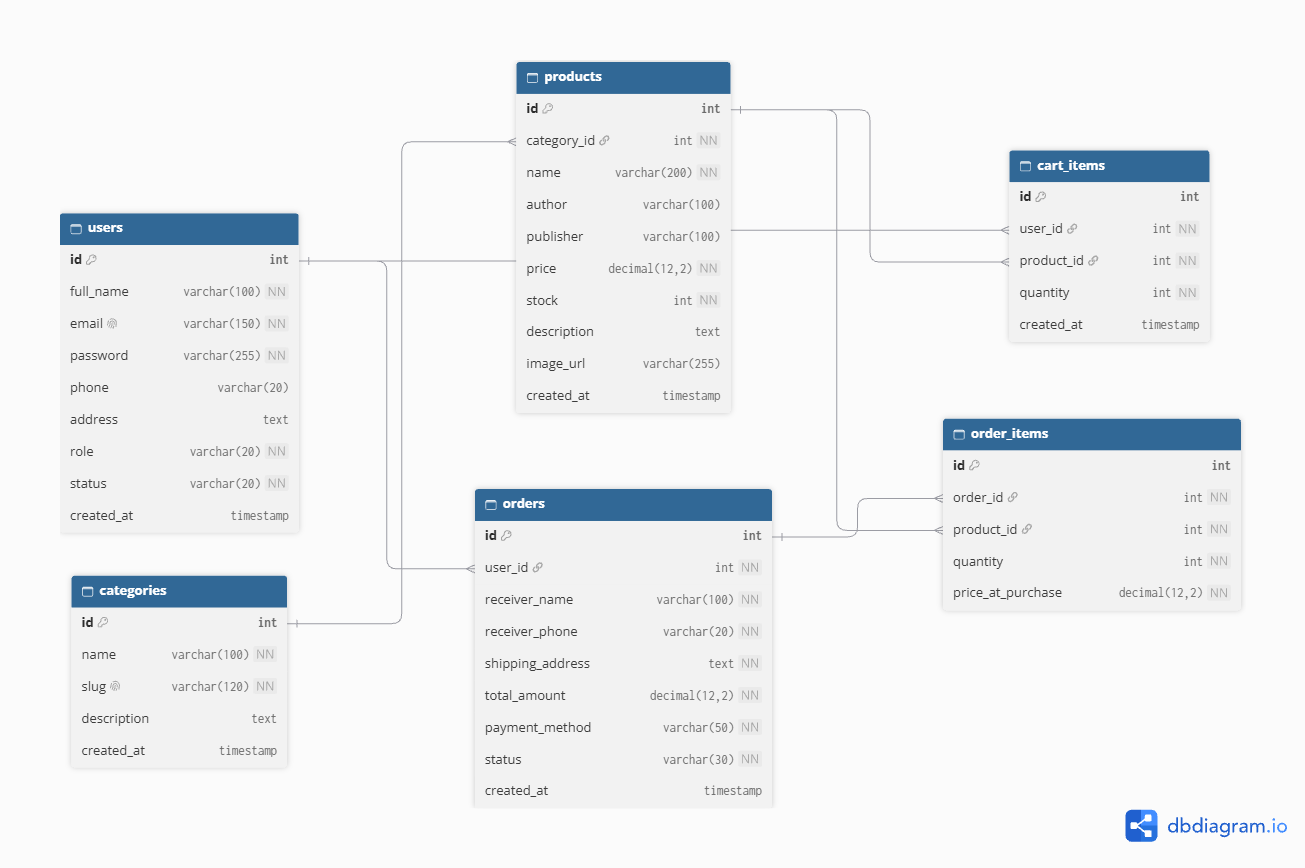 products
id int
category_id int NN
name varchar(200) NN
author varchar(100)
publisher varchar(100)
price decimal(12,2) NN
stock int NN
description text
image_url varchar(255)
created_at timestamp
cart_items
id int
user_id int NN
product_id int NN
quantity int NN
created_at timestamp
users
id int
full_name varchar(100) NN
email varchar(150) NN
password varchar(255) NN
phone varchar(20)
address text
role varchar(20) NN
status varchar(20) NN
created_at timestamp
order_items
id int
order_id int NN
product_id int NN
quantity int NN
price_at_purchase decimal(12,2) NN
orders
id int
user_id int NN
receiver_name varchar(100) NN
receiver_phone varchar(20) NN
shipping_address text NN
total_amount decimal(12,2) NN
payment_method varchar(50) NN
status varchar(30) NN
created_at timestamp
categories
id int
name varchar(100) NN
slug varchar(120) NN
description text
created_at timestamp
dbdiagram.io